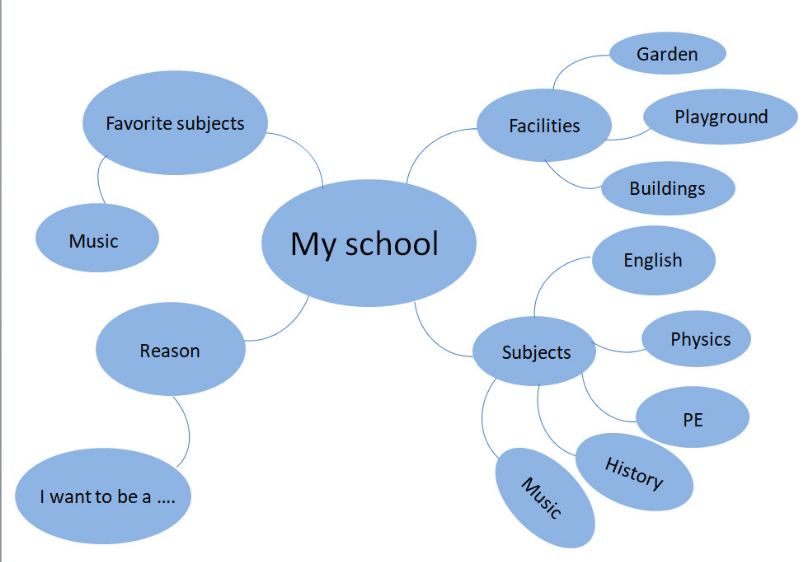 My school
Favorite subjects
Music
Reason
I want to be a ....
Facilities
Garden
Playground
Buildings
Subjects
English
Physics
PE
History
Music